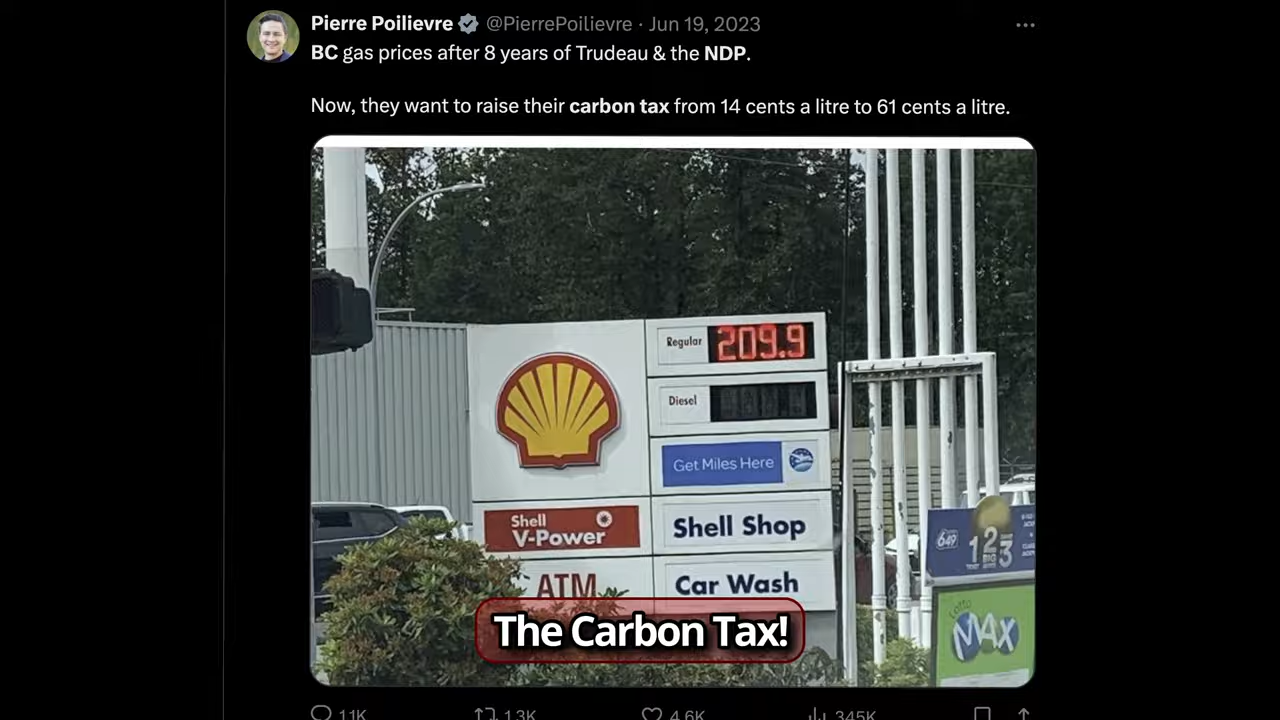 Pierre Poilievre @PierrePoilievre · Jun 19, 2023
BC gas prices after 8 years of Trudeau & the NDP.
Now, they want to raise their carbon tax from 14 cents a litre to 61 cents a litre.
Regular 209.9
Diesel
Get Miles Here
Shell
V-Power
Shell Shop
ATM
Car Wash
649
123
BIG
Lotto
MAX
The Carbon Tax!
1.3K
4.6K
345K